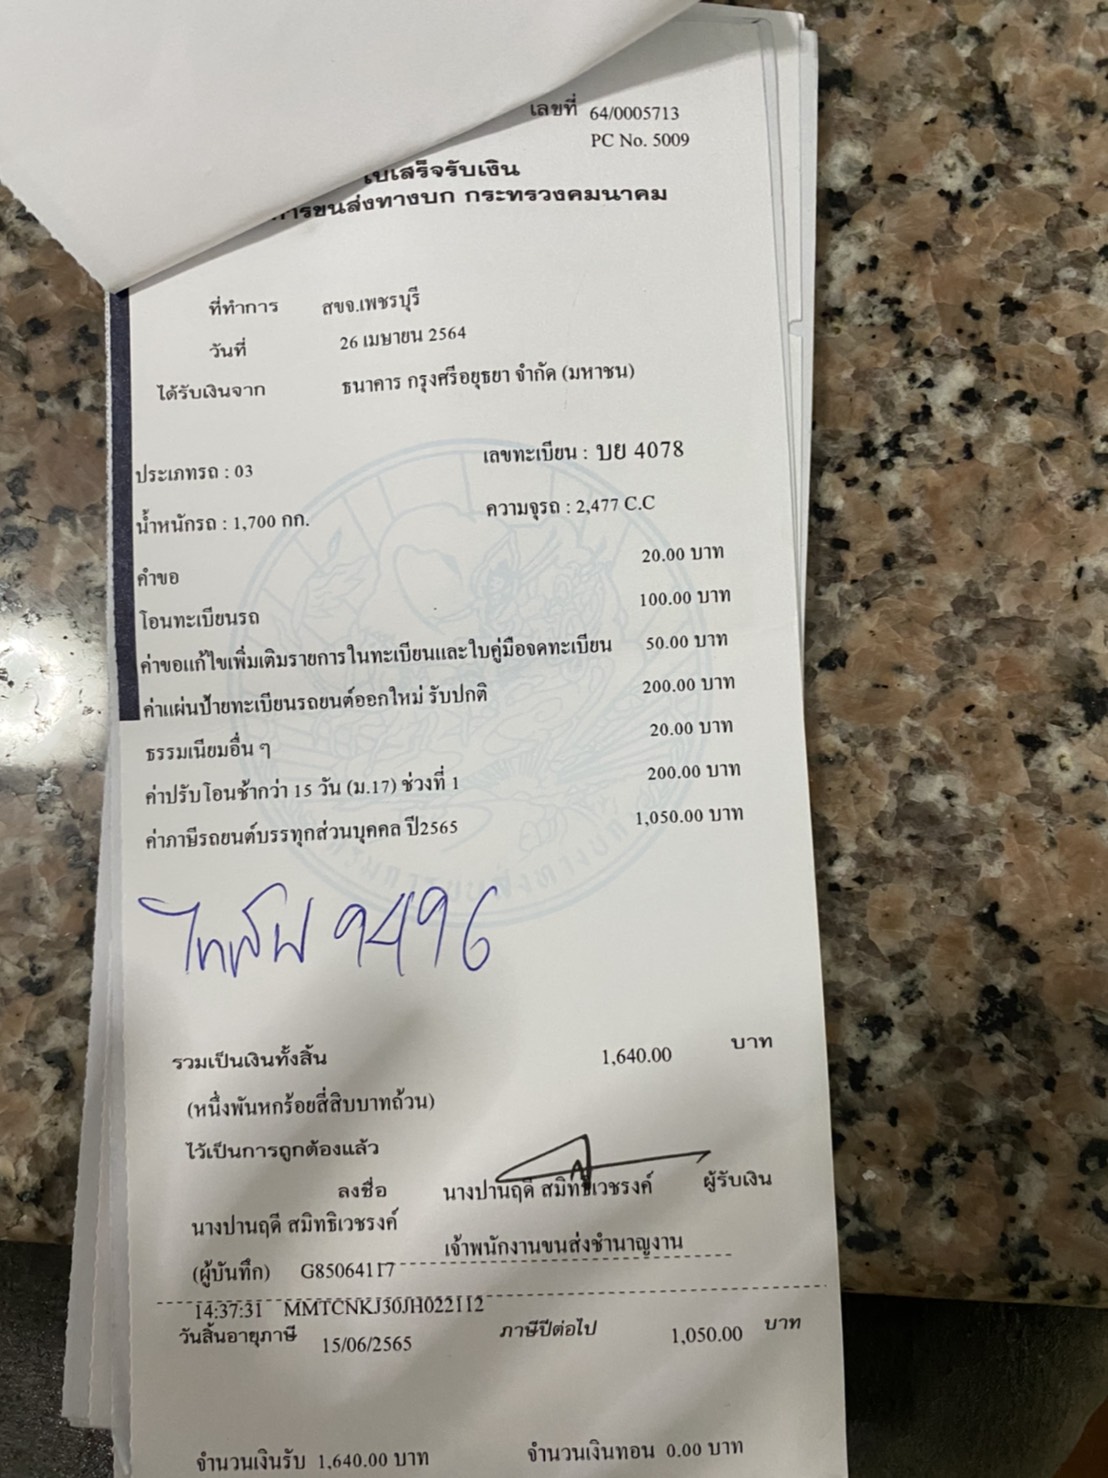 เลขที่ 64/0005713
PC No. 5009
ใบเสร็จรับเงิน
การขนส่งทางบก กระทรวงคมนาคม
ที่ทำการ สขจ.เพชรบุรี
วันที่ 26 เมษายน 2564
ได้รับเงินจาก ธนาคาร กรุงศรีอยุธยา จำกัด (มหาชน)
ประเภทรถ : 03 เลขทะเบียน : บย 4078
น้ำหนักรถ : 1,700 กก. ความจุรถ : 2,477 C.C
คำขอ 20.00 บาท
โอนทะเบียนรถ 100.00 บาท
ค่าขอแก้ไขเพิ่มเติมรายการในทะเบียนและใบคู่มือจดทะเบียน 50.00 บาท
ค่าแผ่นป้ายทะเบียนรถยนต์ออกใหม่ รับปกติ 200.00 บาท
ธรรมเนียมอื่น ๆ 20.00 บาท
ค่าปรับโอนช้ากว่า 15 วัน (ม.17) ช่วงที่ 1 200.00 บาท
ค่าภาษีรถยนต์บรรทุกส่วนบุคคล ปี2565 1,050.00 บาท
กรมการขนส่งทางบก
9496
รวมเป็นเงินทั้งสิ้น 1,640.00 บาท
(หนึ่งพันหกร้อยสี่สิบบาทถ้วน)
ไว้เป็นการถูกต้องแล้ว
ลงชื่อ นางปานฤดี สมิทธิเวชรงค์ ผู้รับเงิน
นางปานฤดี สมิทธิเวชรงค์
เจ้าพนักงานขนส่งชำนาญงาน
(ผู้บันทึก) G85064117
14:37:31 MMTCNKJ30JH022112
วันสิ้นอายุภาษี 15/06/2565 ภาษีปีต่อไป 1,050.00 บาท
จำนวนเงินรับ 1,640.00 บาท จำนวนเงินทอน 0.00 บาท